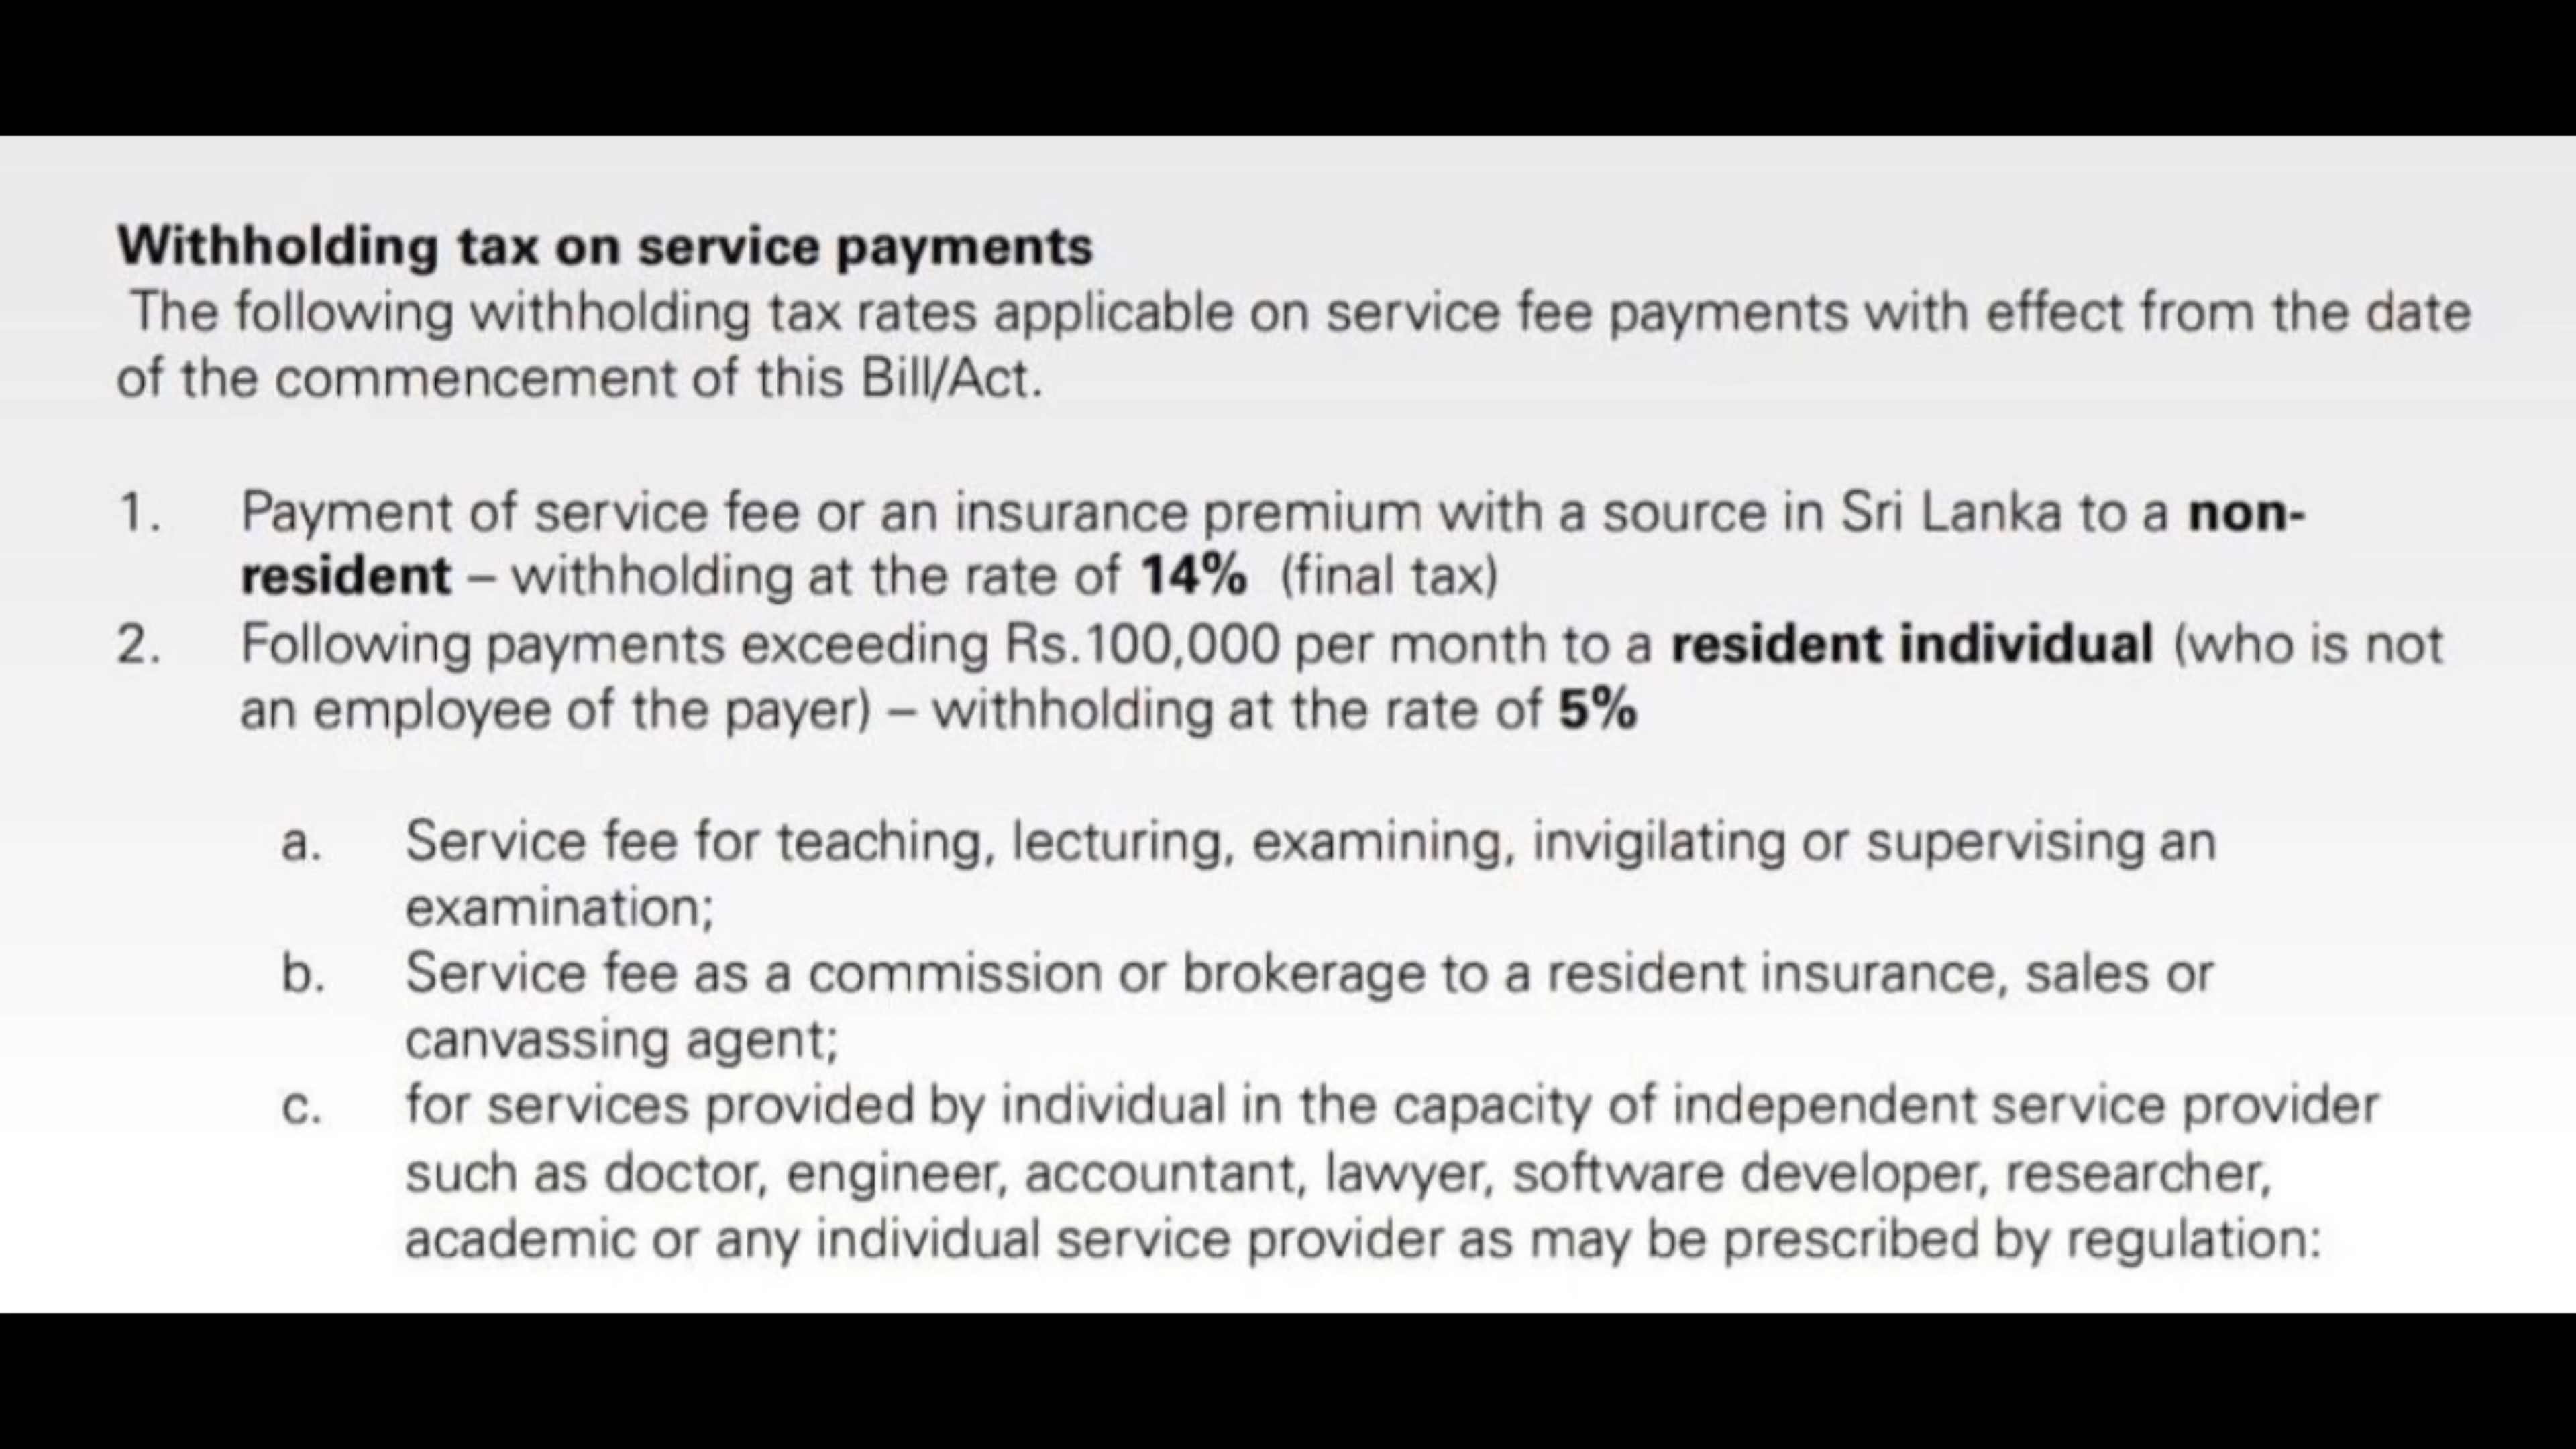 Withholding tax on service payments
The following withholding tax rates applicable on service fee payments with effect from the date
of the commencement of this Bill/Act.
1. Payment of service fee or an insurance premium with a source in Sri Lanka to a non-
resident – withholding at the rate of 14% (final tax)
2. Following payments exceeding Rs.100,000 per month to a resident individual (who is not
an employee of the payer) – withholding at the rate of 5%
a. Service fee for teaching, lecturing, examining, invigilating or supervising an
examination;
b. Service fee as a commission or brokerage to a resident insurance, sales or
canvassing agent;
c. for services provided by individual in the capacity of independent service provider
such as doctor, engineer, accountant, lawyer, software developer, researcher,
academic or any individual service provider as may be prescribed by regulation: